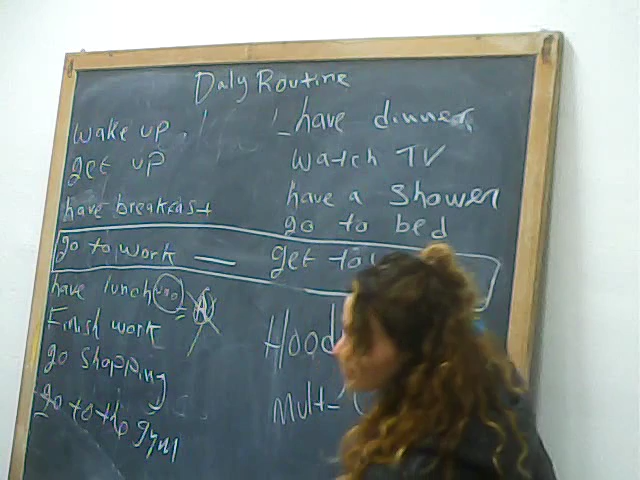 Daly Routine
wake up
get up
have breakfast
go to work — get to
have lunch
Finish work
go shopping
go to the gym
have dinner
watch TV
have a shower
go to bed
Hood
Mult-